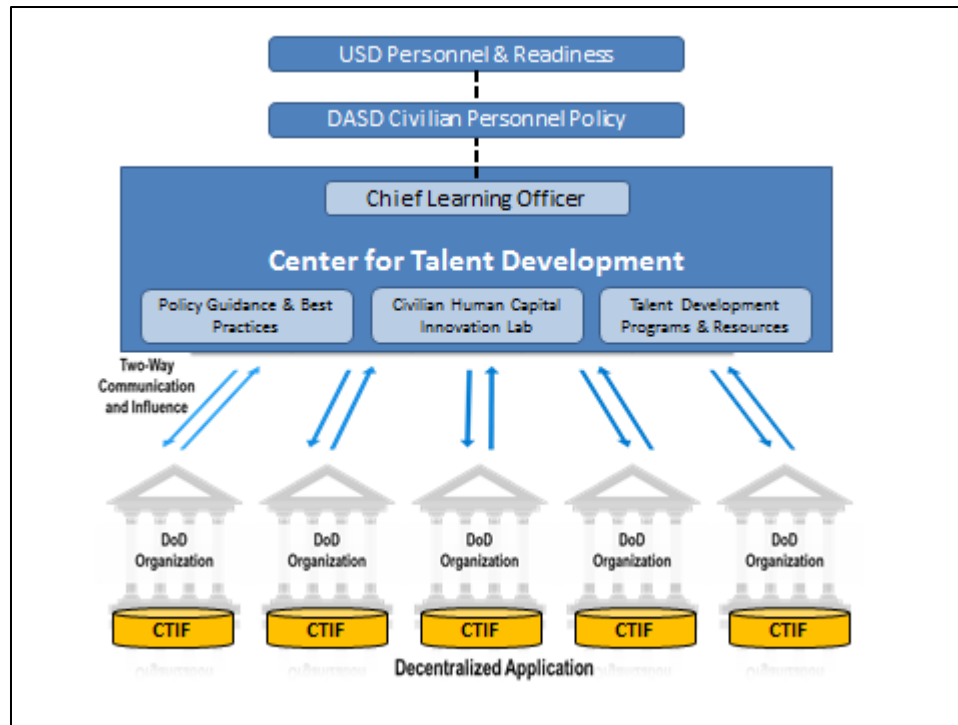 USD Personnel & Readiness
DASD Civilian Personnel Policy
Chief Learning Officer
Center for Talent Development
Policy Guidance & Best
Practices
Civilian Human Capital
Innovation Lab
Talent Development
Programs & Resources
Two-Way
Communication
and Influence
DoD
Organization
DoD
Organization
DoD
Organization
DoD
Organization
DoD
Organization
CTIF
CTIF
CTIF
CTIF
CTIF
Decentralized Application